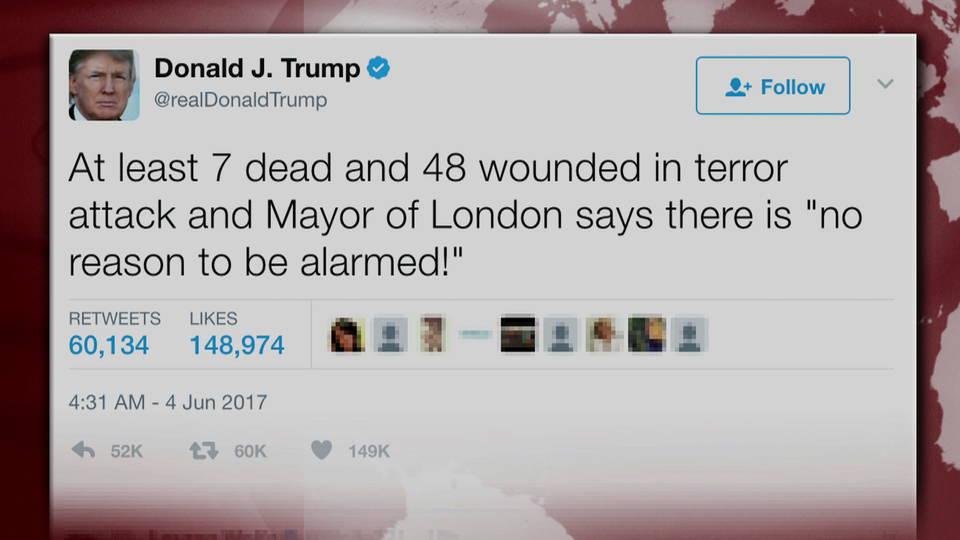 Donald J. Trump
@realDonaldTrump
Follow
At least 7 dead and 48 wounded in terror
attack and Mayor of London says there is "no
reason to be alarmed!"
RETWEETS LIKES
60,134 148,974
4:31 AM - 4 Jun 2017
52K 60K 149K